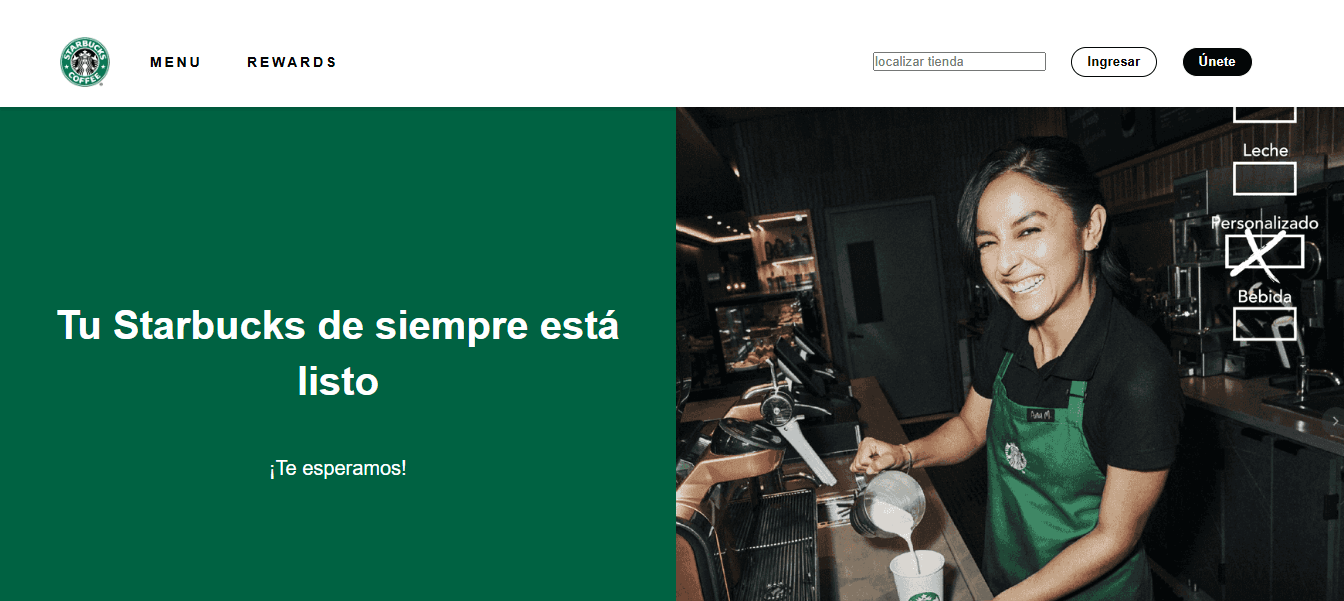 STARBUCKS
COFFEE
MENU
REWARDS
localizar tienda
Ingresar
Únete
Tu Starbucks de siempre está
listo
¡Te esperamos!
Leche
Personalizado
Bebida